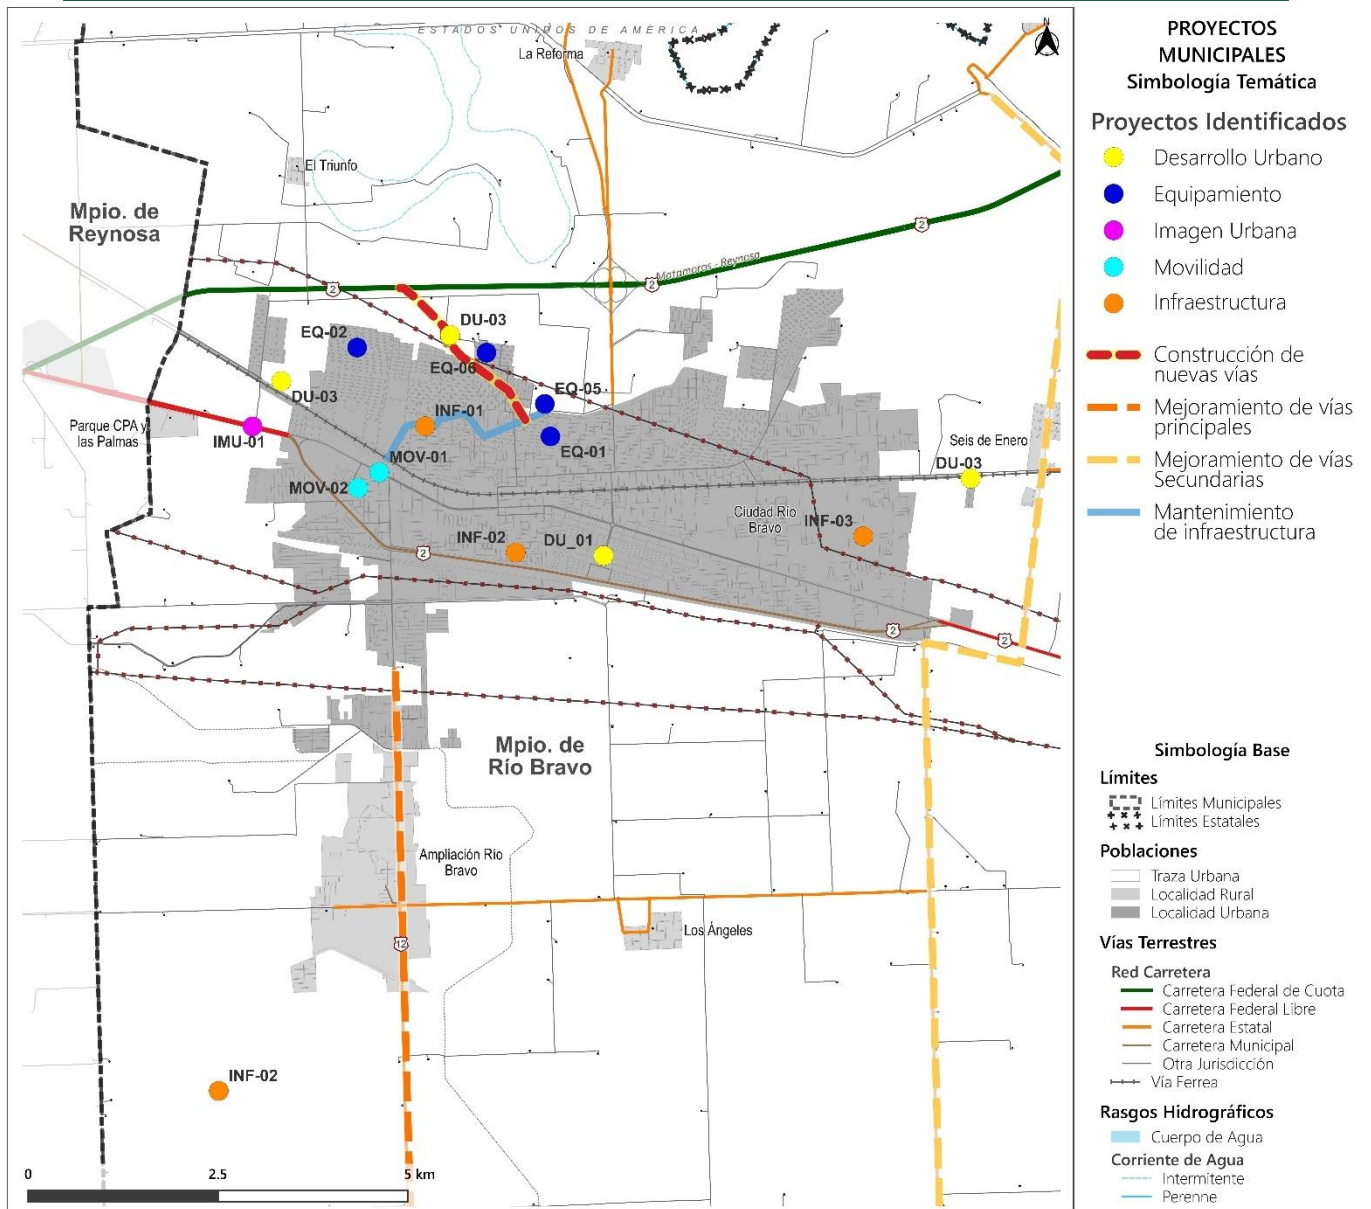 ESTADOS UNIDOS DE AMÉRICA
La Reforma
N
El Triunfo
Mpio. de
Reynosa
2
Matamoros - Reynosa
2
2
DU-03
EQ-02
EQ-06
EQ-05
DU-03
INF-01
Parque CPA y
las Palmas
IMU-01
EQ-01
Seis de Enero
MOV-01
DU-03
MOV-02
Ciudad Río
Bravo
INF-03
INF-02
DU_01
2
2
2
Mpio. de
Río Bravo
Ampliación Río
Bravo
Los Ángeles
12
INF-02
0
2.5
5 km
PROYECTOS
MUNICIPALES
Simbología Temática
Proyectos Identificados
Desarrollo Urbano
Equipamiento
Imagen Urbana
Movilidad
Infraestructura
Construcción de
nuevas vías
Mejoramiento de vías
principales
Mejoramiento de vías
Secundarias
Mantenimiento
de infraestructura
Simbología Base
Límites
Límites Municipales
Límites Estatales
Poblaciones
Traza Urbana
Localidad Rural
Localidad Urbana
Vías Terrestres
Red Carretera
Carretera Federal de Cuota
Carretera Federal Libre
Carretera Estatal
Carretera Municipal
Otra Jurisdicción
Vía Ferrea
Rasgos Hidrográficos
Cuerpo de Agua
Corriente de Agua
Intermitente
Perenne